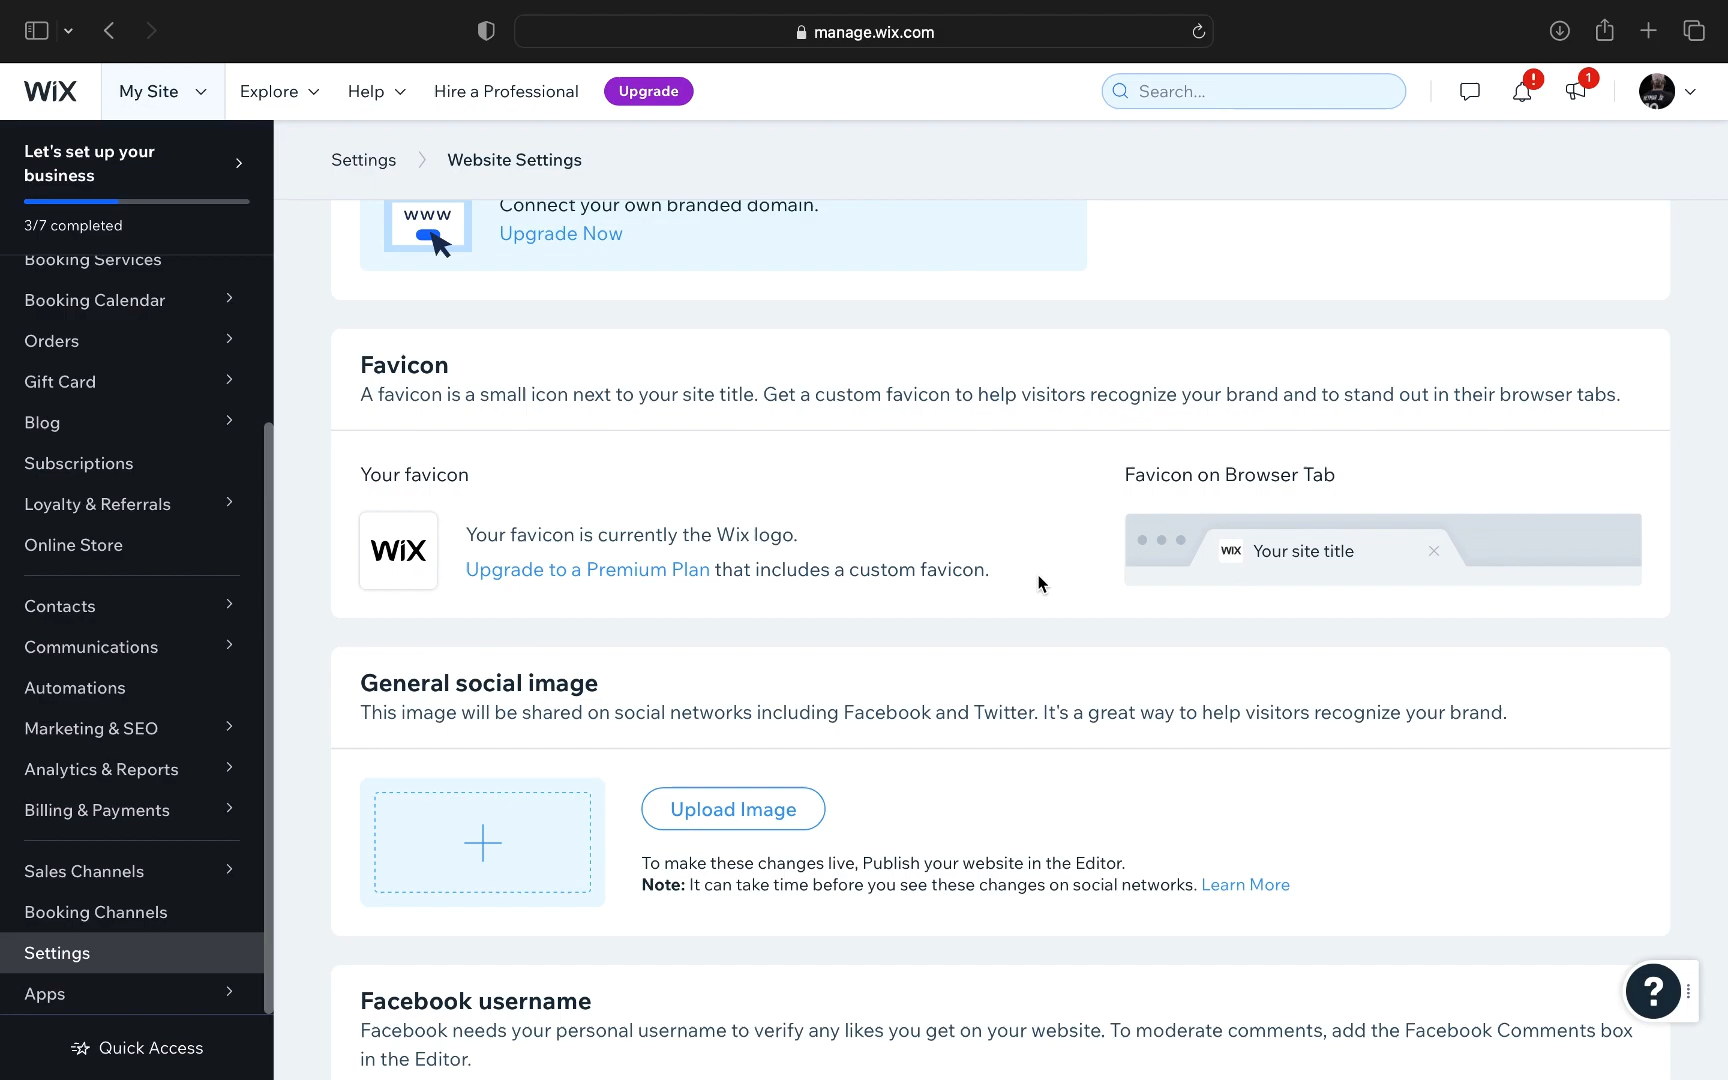 manage.wix.com
WiX
My Site
Explore
Help
Hire a Professional
Upgrade
Search...
!
1
Let's set up your
business
3/7 completed
Booking Services
Booking Calendar
Orders
Gift Card
Blog
Subscriptions
Loyalty & Referrals
Online Store
Contacts
Communications
Automations
Marketing & SEO
Analytics & Reports
Billing & Payments
Sales Channels
Booking Channels
Settings
Apps
Quick Access
Settings > Website Settings
www
Connect your own branded domain.
Upgrade Now
Favicon
A favicon is a small icon next to your site title. Get a custom favicon to help visitors recognize your brand and to stand out in their browser tabs.
Your favicon
WiX
Your favicon is currently the Wix logo.
Upgrade to a Premium Plan that includes a custom favicon.
Favicon on Browser Tab
WiX Your site title
General social image
This image will be shared on social networks including Facebook and Twitter. It's a great way to help visitors recognize your brand.
Upload Image
To make these changes live, Publish your website in the Editor.
Note: It can take time before you see these changes on social networks. Learn More
Facebook username
Facebook needs your personal username to verify any likes you get on your website. To moderate comments, add the Facebook Comments box
in the Editor.
?